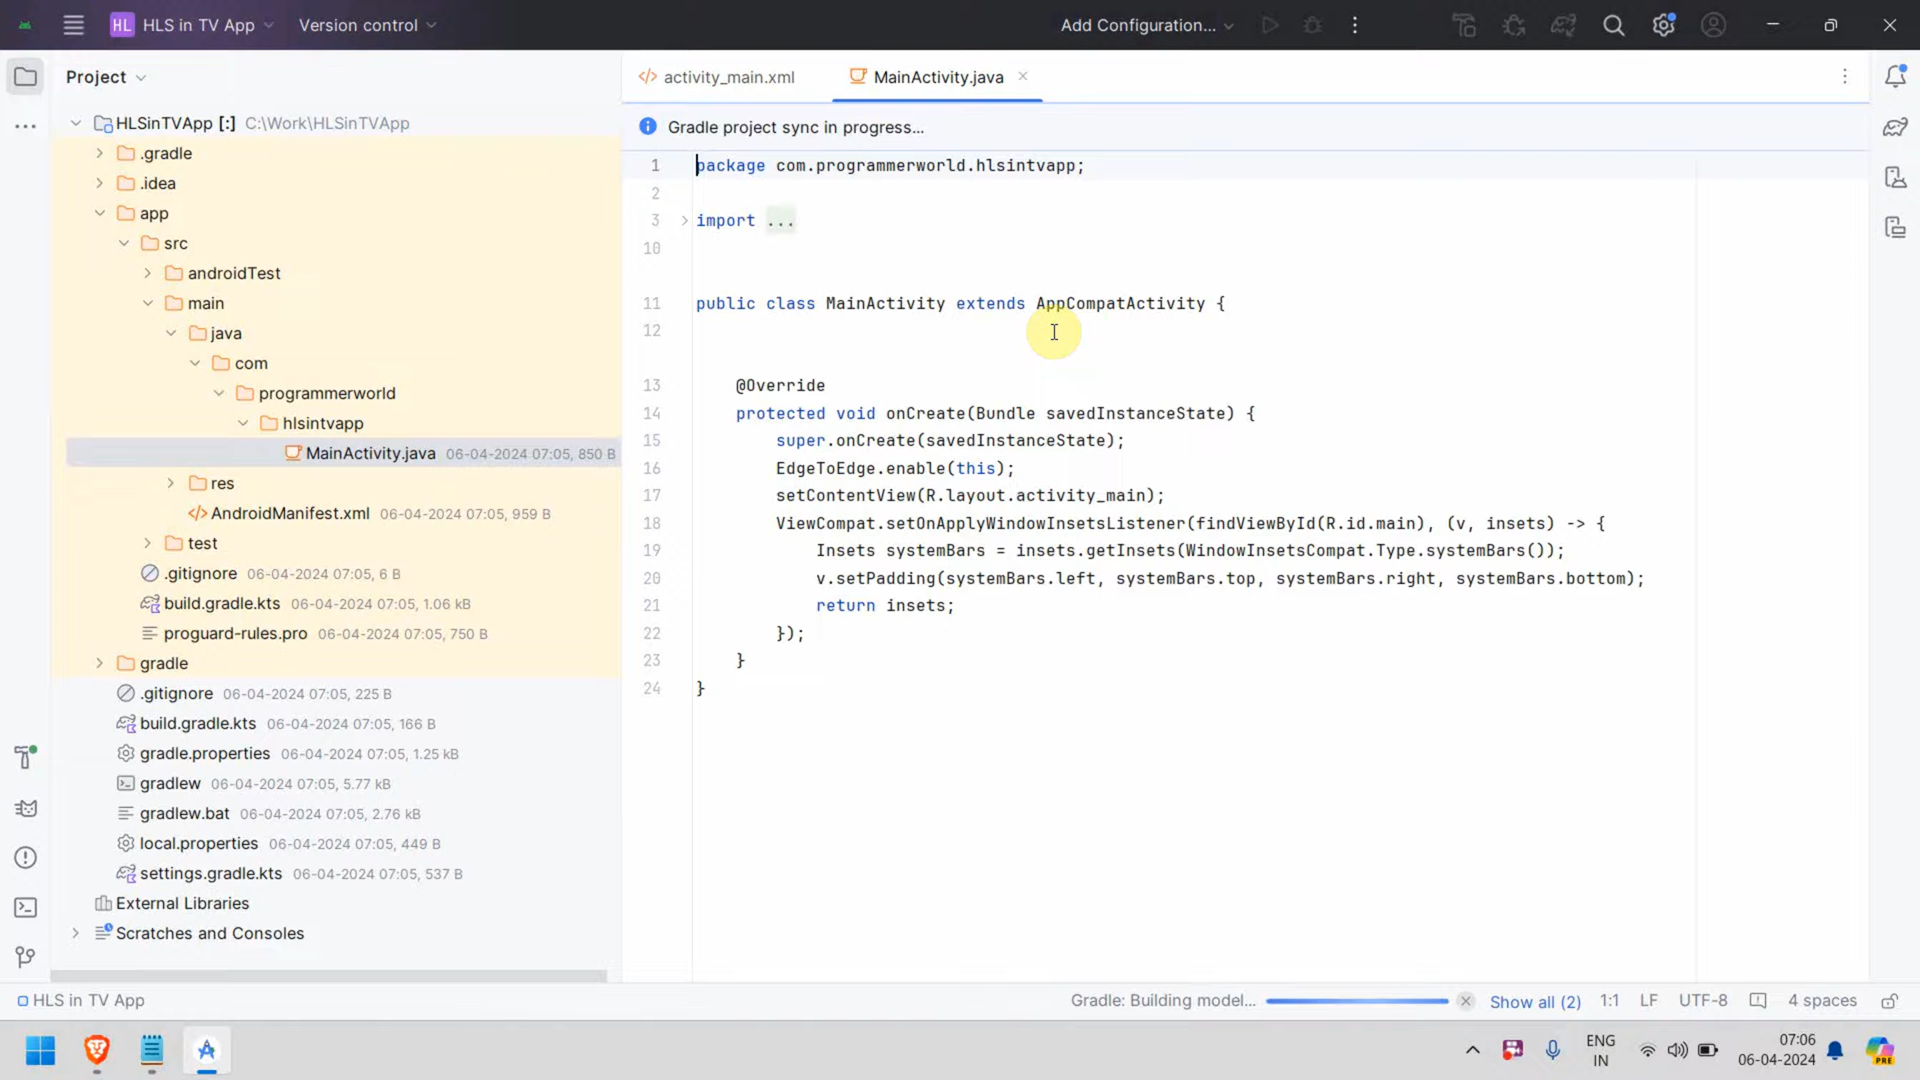 HL HLS in TV App Version control Add Configuration...
Project
activity_main.xml MainActivity.java
HLSinTVApp [:] C:\Work\HLSinTVApp
.gradle
.idea
app
src
androidTest
main
java
com
programmerworld
hlsintvapp
MainActivity.java 06-04-2024 07:05, 850 B
res
AndroidManifest.xml 06-04-2024 07:05, 959 B
test
.gitignore 06-04-2024 07:05, 6 B
build.gradle.kts 06-04-2024 07:05, 1.06 kB
proguard-rules.pro 06-04-2024 07:05, 750 B
gradle
.gitignore 06-04-2024 07:05, 225 B
build.gradle.kts 06-04-2024 07:05, 166 B
gradle.properties 06-04-2024 07:05, 1.25 kB
gradlew 06-04-2024 07:05, 5.77 kB
gradlew.bat 06-04-2024 07:05, 2.76 kB
local.properties 06-04-2024 07:05, 449 B
settings.gradle.kts 06-04-2024 07:05, 537 B
External Libraries
Scratches and Consoles
Gradle project sync in progress...
1 package com.programmerworld.hlsintvapp;
2
3 import ...
10
11 public class MainActivity extends AppCompatActivity {
12
13 @Override
14 protected void onCreate(Bundle savedInstanceState) {
15 super.onCreate(savedInstanceState);
16 EdgeToEdge.enable(this);
17 setContentView(R.layout.activity_main);
18 ViewCompat.setOnApplyWindowInsetsListener(findViewById(R.id.main), (v, insets) -> {
19 Insets systemBars = insets.getInsets(WindowInsetsCompat.Type.systemBars());
20 v.setPadding(systemBars.left, systemBars.top, systemBars.right, systemBars.bottom);
21 return insets;
22 });
23 }
24 }
HLS in TV App Gradle: Building model... Show all (2) 1:1 LF UTF-8 4 spaces
ENG 07:06
IN 06-04-2024
PRE